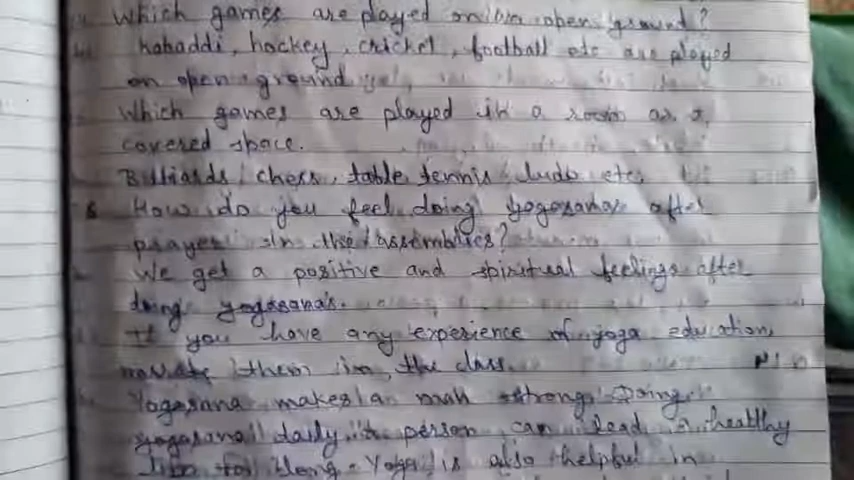 Which games are played on an open ground?
Kabaddi, hockey, cricket, football etc are played
on open ground
Which games are played in a room or a
covered space.
Billiards, chess, table tennis ludo etc,
How do you feel doing yogasanas after
prayer in the assemblies?
We get a positive and spiritual feelings after
doing yogasanas.
If you have any experience of yoga education,
narrate them in the class.
Yogasana makes a man strong. Doing
yogasana daily a person can lead a healthy
for long. Yoga is also helpful in